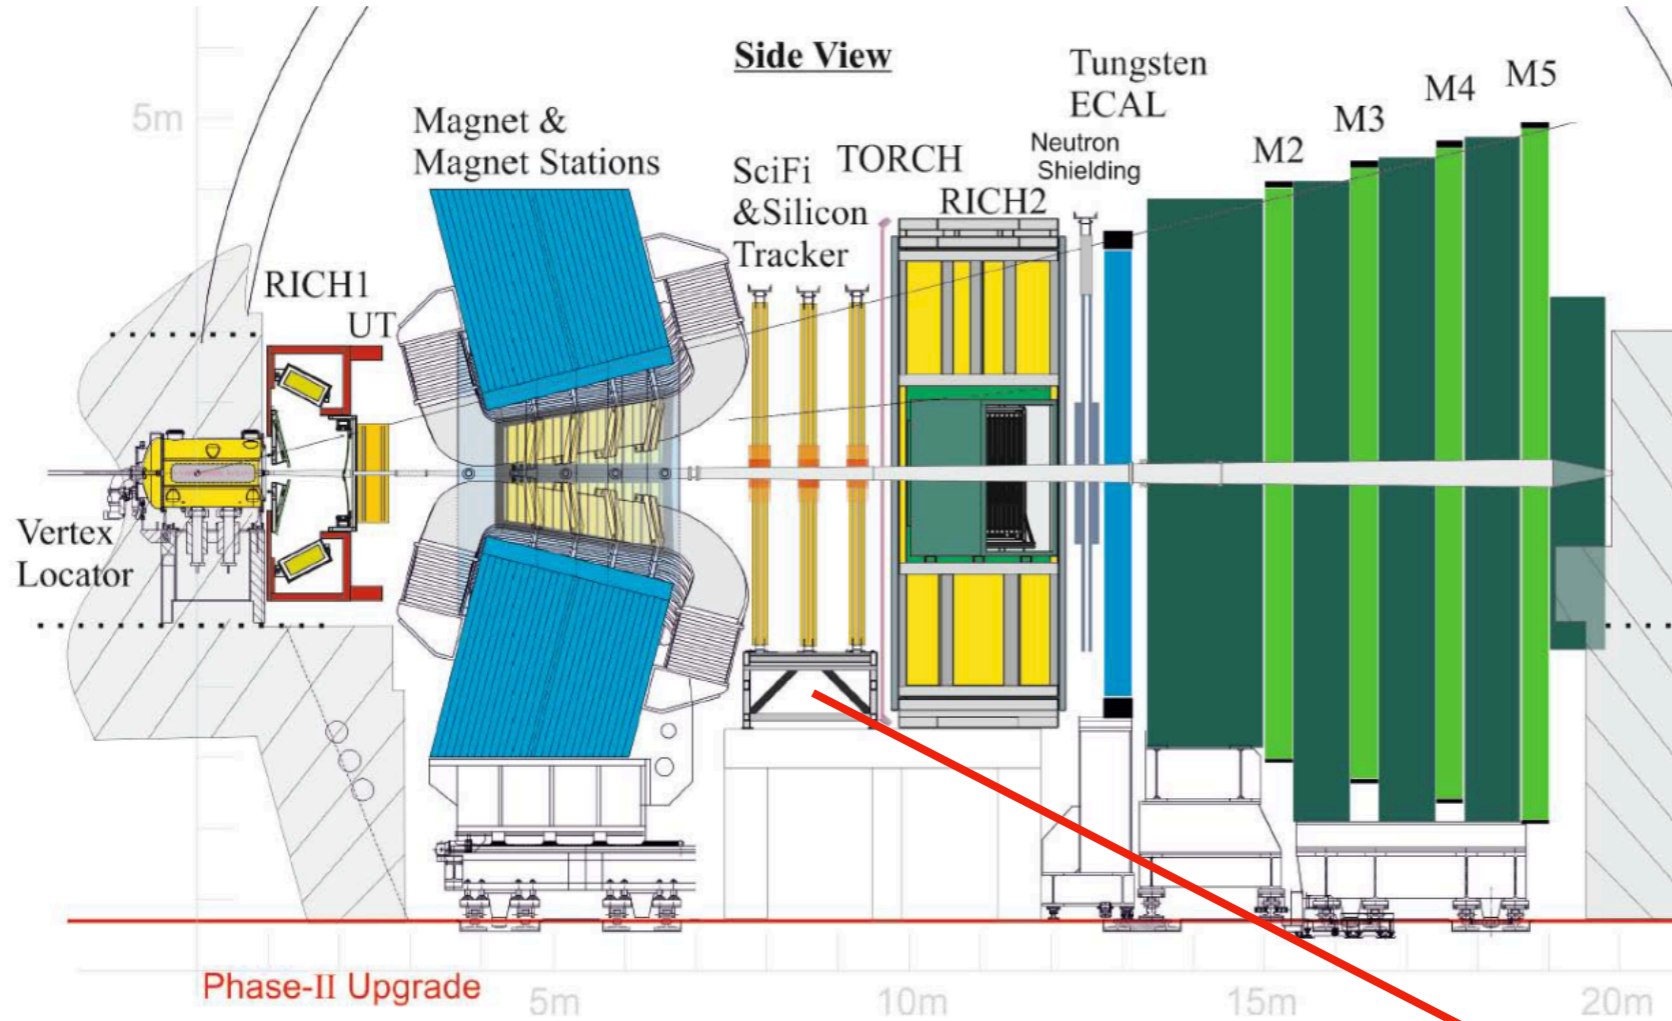 Side View
5m
Magnet &
Magnet Stations
SciFi
&Silicon
Tracker
TORCH
RICH2
Tungsten
ECAL
Neutron
Shielding
M2
M3
M4
M5
RICH1
UT
Vertex
Locator
Phase-II Upgrade
5m
10m
15m
20m